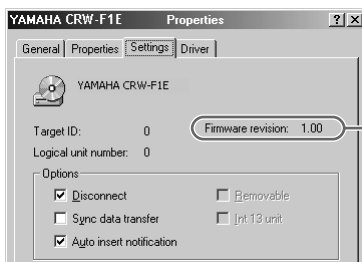 YAMAHA CRW-F1E Properties
General Properties Settings Driver
YAMAHA CRW-F1E
Target ID: 0 Firmware revision: 1.00
Logical unit number: 0
Options
Disconnect Removable
Sync data transfer Int 13 unit
Auto insert notification